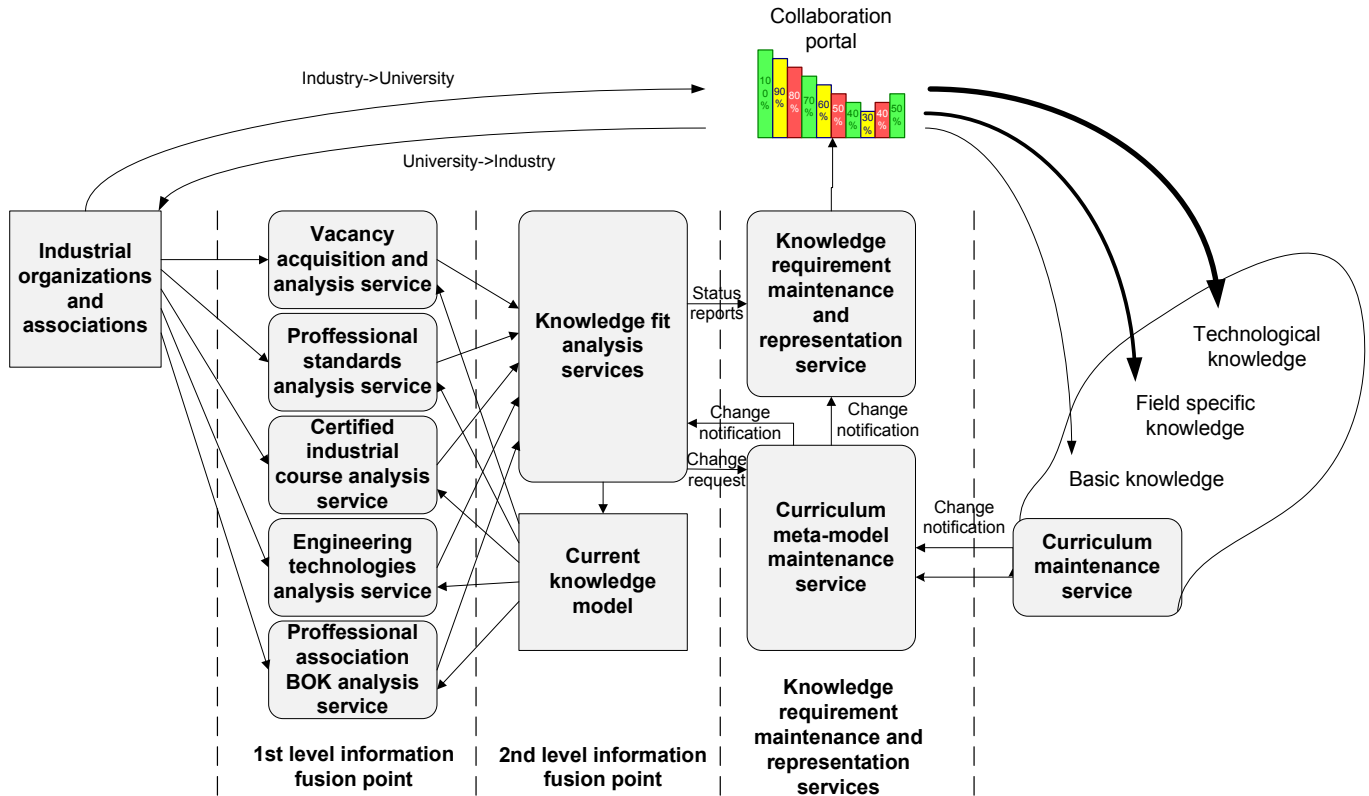 Collaboration
portal
10
0
%
90
%
80
%
70
%
60
%
50
%
40
%
30
%
40
%
50
%
Industry->University
University->Industry
Industrial
organizations
and
associations
Vacancy
acquisition and
analysis service
Proffessional
standards
analysis service
Certified
industrial
course analysis
service
Engineering
technologies
analysis service
Proffessional
association
BOK analysis
service
Knowledge fit
analysis
services
Current
knowledge
model
Status
reports
Change
notification
Change
request
Knowledge
requirement
maintenance
and
representation
service
Change
notification
Curriculum
meta-model
maintenance
service
Change
notification
Curriculum
maintenance
service
Technological
knowledge
Field specific
knowledge
Basic knowledge
1st level information
fusion point
2nd level information
fusion point
Knowledge
requirement
maintenance and
representation
services